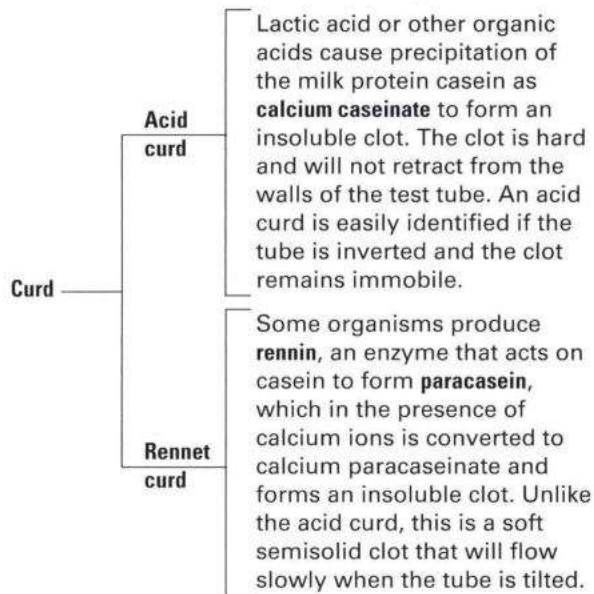 Curd
Acid
curd
Lactic acid or other organic
acids cause precipitation of
the milk protein casein as
calcium caseinate to form an
insoluble clot. The clot is hard
and will not retract from the
walls of the test tube. An acid
curd is easily identified if the
tube is inverted and the clot
remains immobile.
Rennet
curd
Some organisms produce
rennin, an enzyme that acts on
casein to form paracasein,
which in the presence of
calcium ions is converted to
calcium paracaseinate and
forms an insoluble clot. Unlike
the acid curd, this is a soft
semisolid clot that will flow
slowly when the tube is tilted.